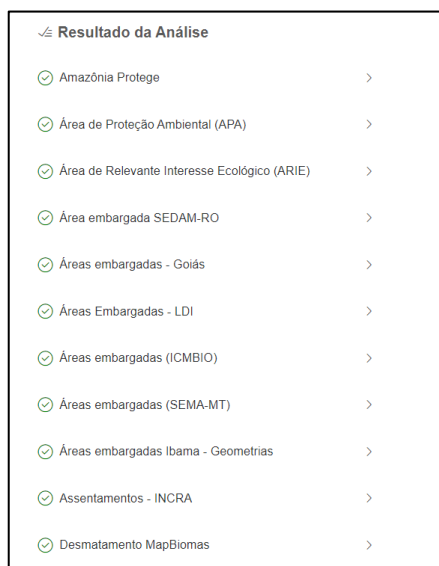 Resultado da Análise
Amazônia Protege
Área de Proteção Ambiental (APA)
Área de Relevante Interesse Ecológico (ARIE)
Área embargada SEDAM-RO
Áreas embargadas - Goiás
Áreas Embargadas - LDI
Áreas embargadas (ICMBIO)
Áreas embargadas (SEMA-MT)
Áreas embargadas Ibama - Geometrias
Assentamentos - INCRA
Desmatamento MapBiomas